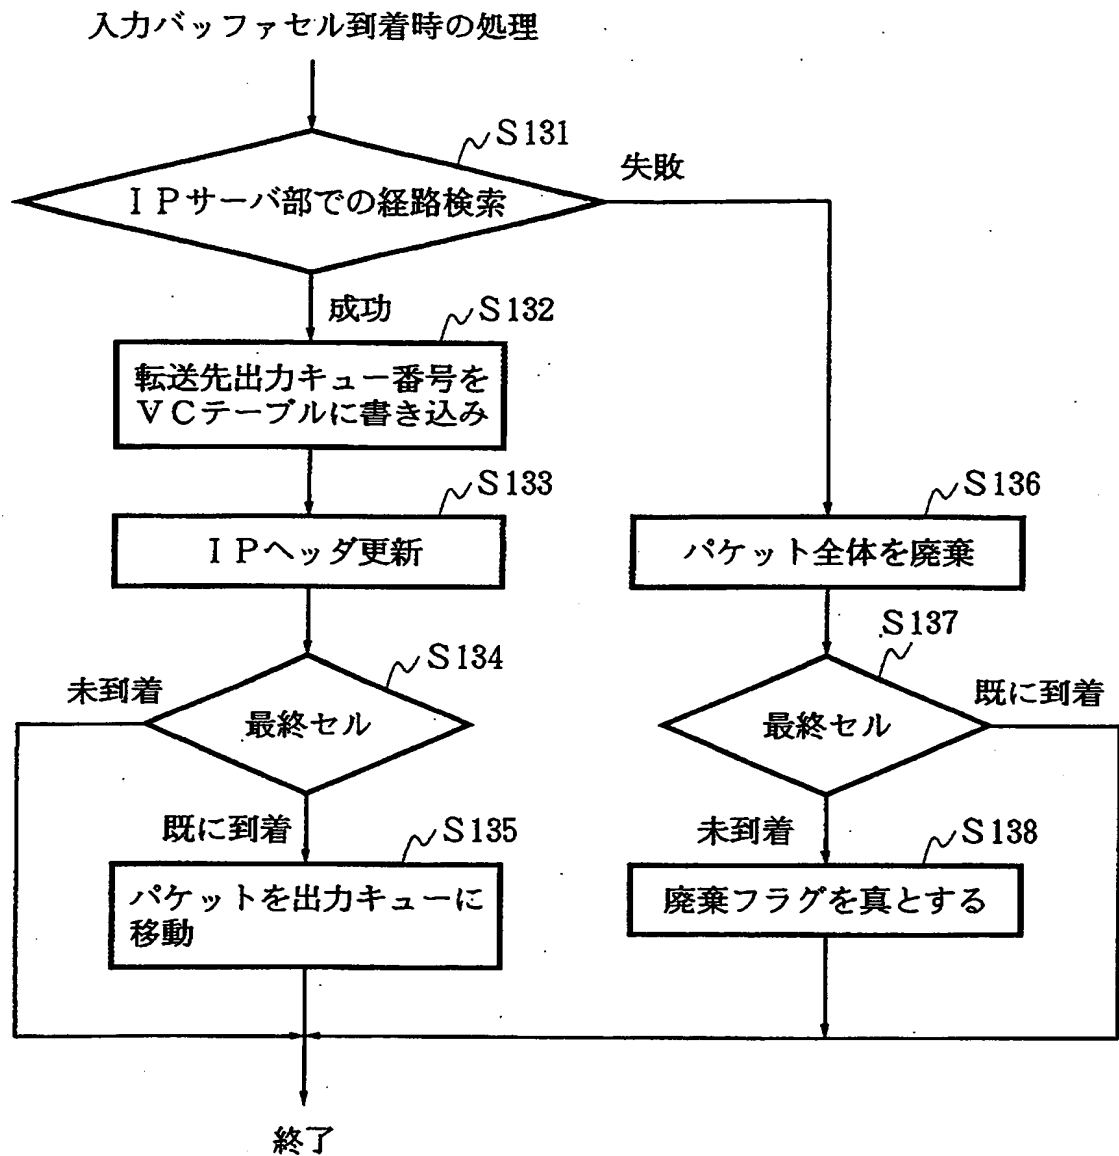 入力バッファセル到着時の処理
S131
失敗
IPサーバ部での経路検索
成功
S132
転送先出力キュー番号を
VCテーブルに書き込み
S133
IPヘッダ更新
S136
パケット全体を廃棄
S134
未到着
最終セル
S137
既に到着
最終セル
既に到着
S135
パケットを出力キューに
移動
未到着
S138
廃棄フラグを真とする
終了